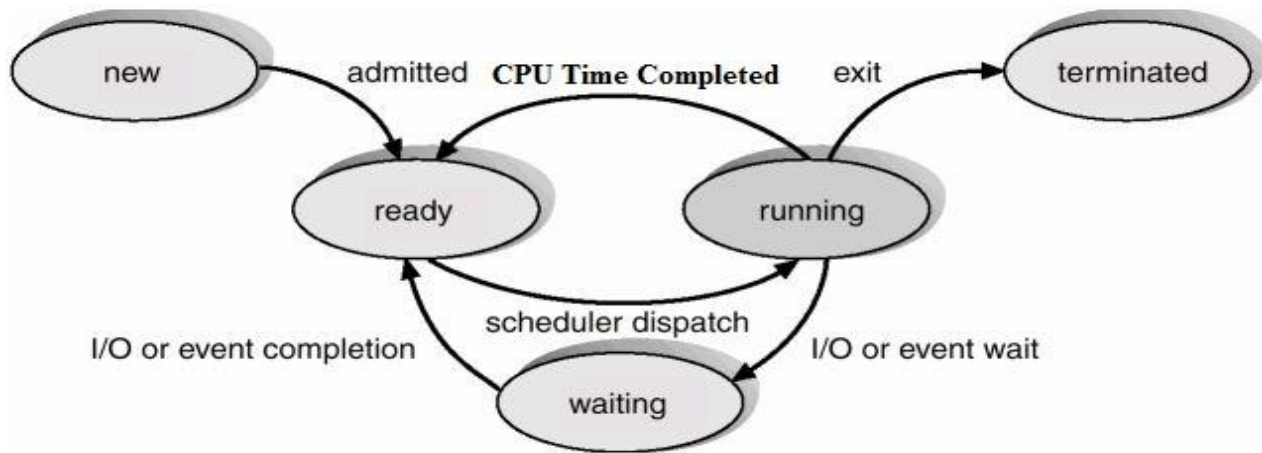 new
admitted
CPU Time Completed
exit
terminated
ready
running
scheduler dispatch
I/O or event completion
I/O or event wait
waiting